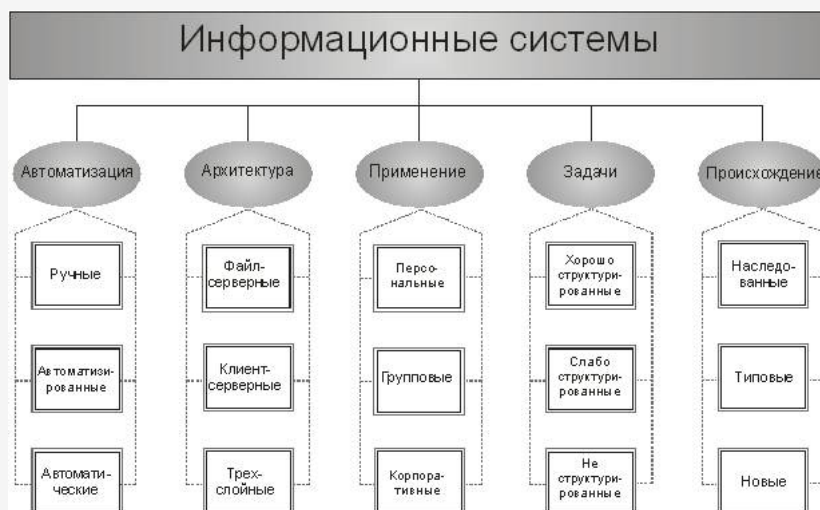 Информационные системы
Автоматизация
Архитектура
Применение
Задачи
Происхождение
Ручные
Файл-
серверные
Персо-
нальные
Хорошо
структури-
рованные
Наследо-
ванные
Автоматизи-
рованные
Клиент-
серверные
Групповые
Слабо
структури-
рованные
Типовые
Автомати-
ческие
Трех-
слойные
Корпора-
тивные
Не
структури-
рованные
Новые